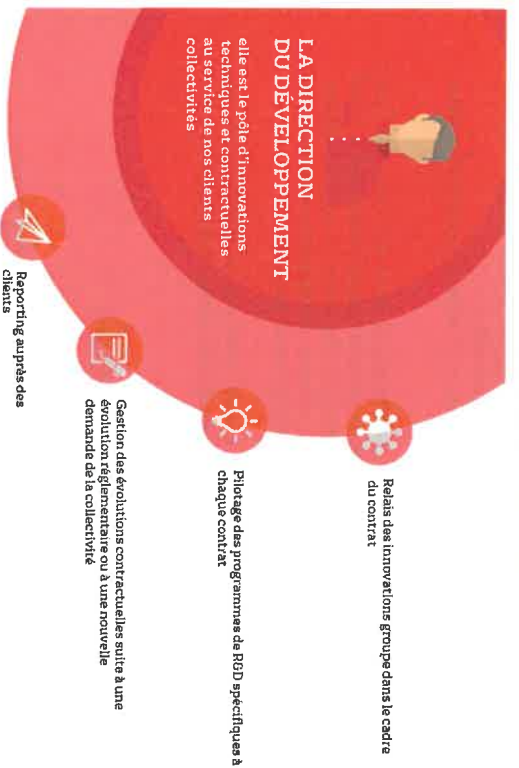 LA DIRECTION
DU DÉVELOPPEMENT
elle est le pôle d'innovations
techniques et contractuelles
au service de nos clients
collectivités
Relais des innovations groupe dans le cadre
du contrat
Pilotage des programmes de R&D spécifiques à
chaque contrat
Gestion des évolutions contractuelles suite à une
évolution réglementaire ou à une nouvelle
demande de la collectivité
Reporting auprès des
clients